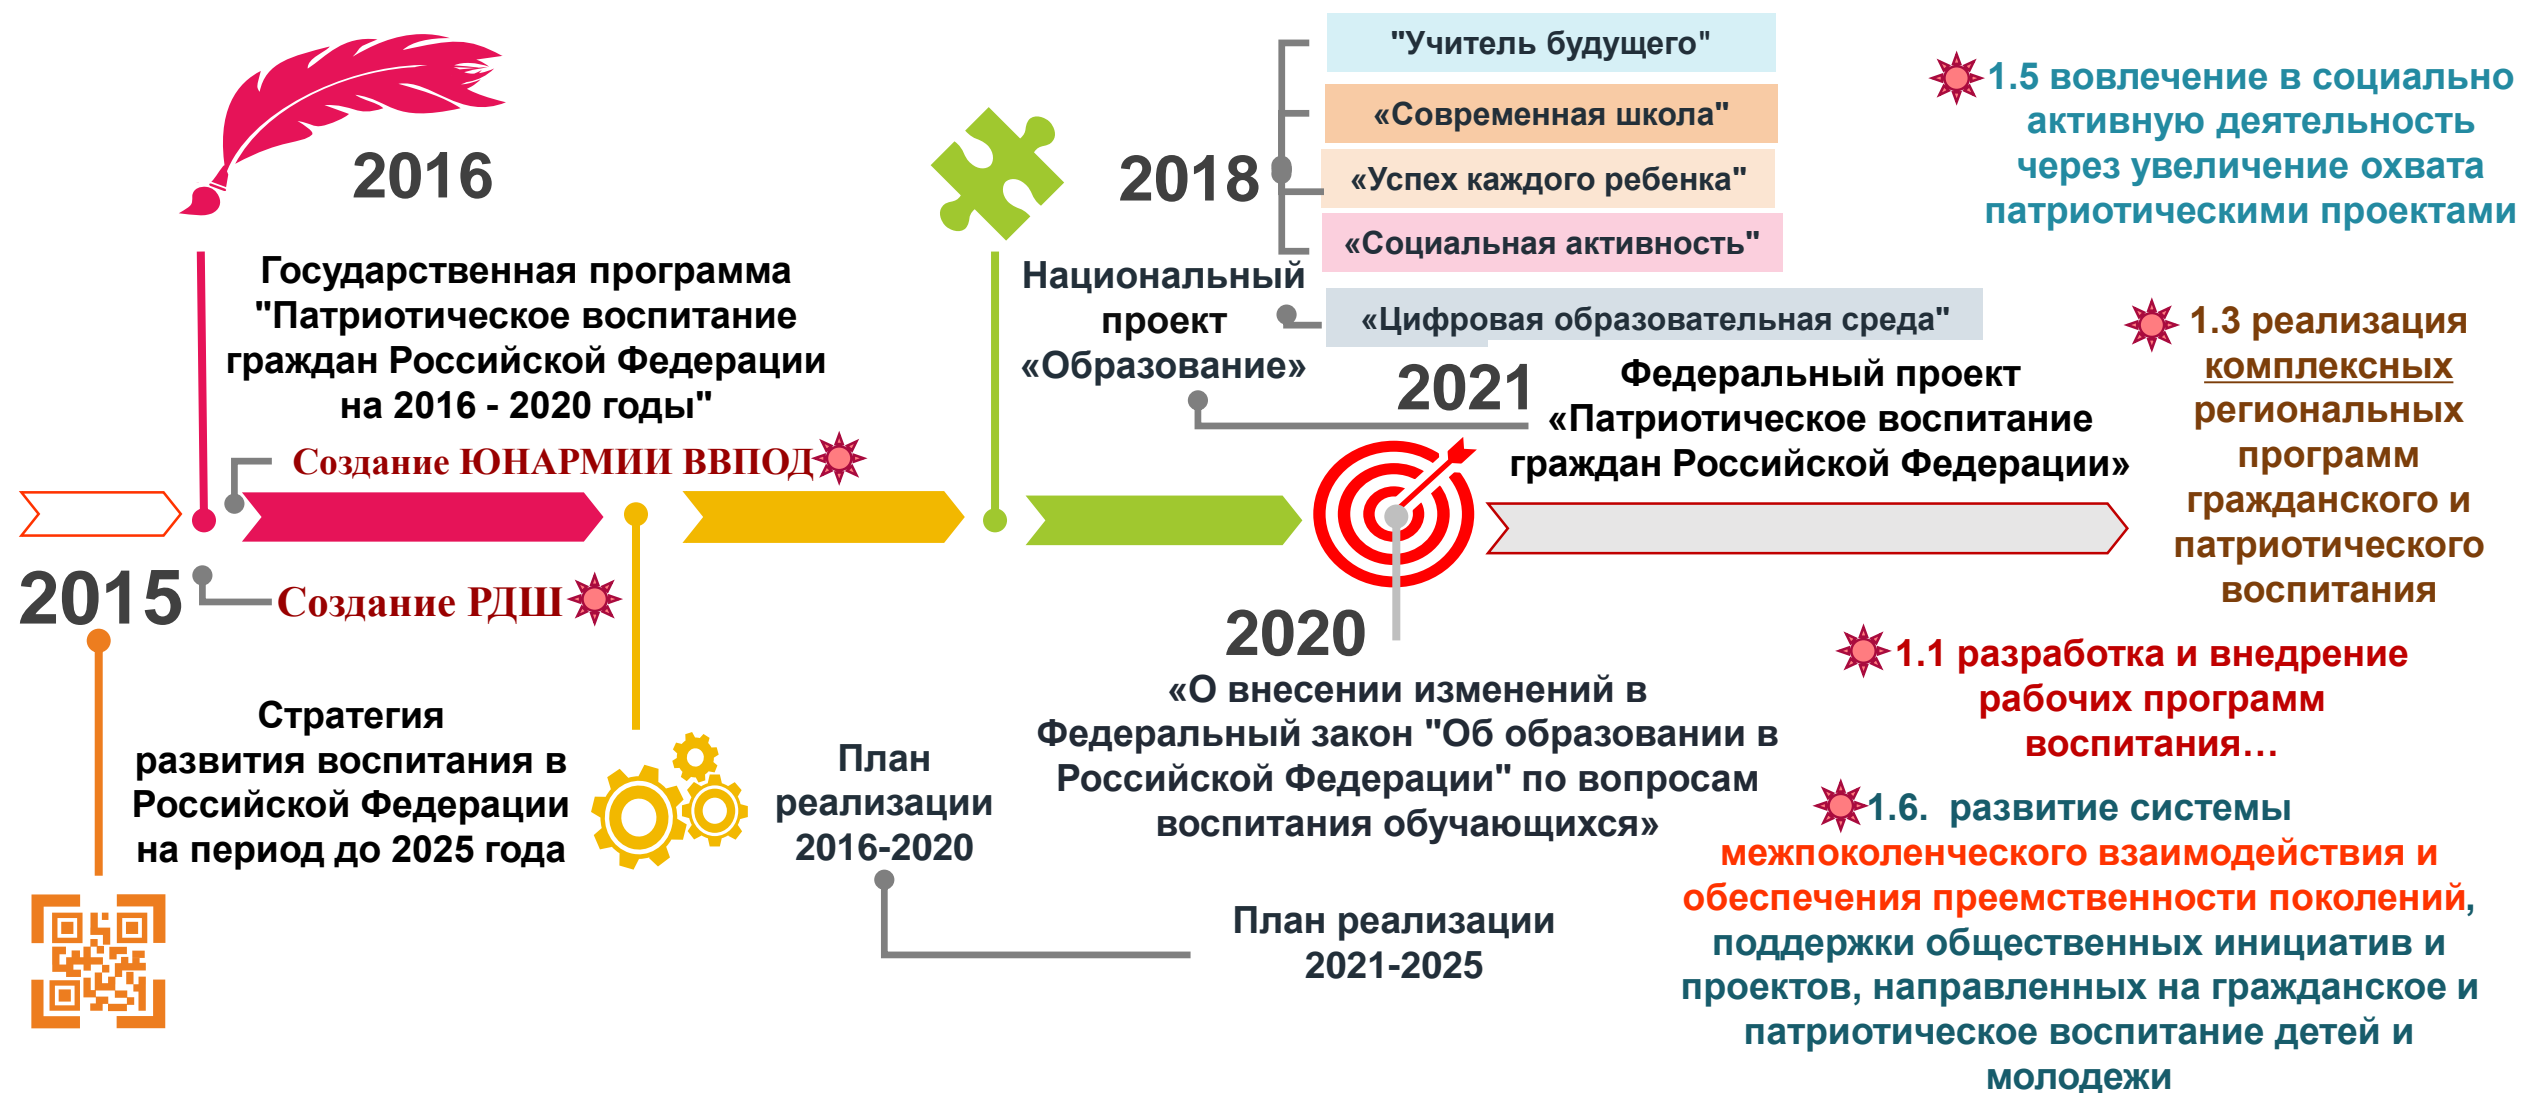 2016
Государственная программа
"Патриотическое воспитание
граждан Российской Федерации
на 2016 - 2020 годы"
Создание ЮНАРМИИ ВВПОД
2015
Создание РДШ
Стратегия
развития воспитания в
Российской Федерации
на период до 2025 года
План
реализации
2016-2020
План реализации
2021-2025
2018
Национальный
проект
«Образование»
"Учитель будущего"
«Современная школа"
«Успех каждого ребенка"
«Социальная активность"
«Цифровая образовательная среда"
2021
Федеральный проект
«Патриотическое воспитание
граждан Российской Федерации»
2020
«О внесении изменений в
Федеральный закон "Об образовании в
Российской Федерации" по вопросам
воспитания обучающихся»
1.5 вовлечение в социально
активную деятельность
через увеличение охвата
патриотическими проектами
1.3 реализация
комплексных
региональных
программ
гражданского и
патриотического
воспитания
1.1 разработка и внедрение
рабочих программ
воспитания…
1.6. развитие системы
межпоколенческого взаимодействия и
обеспечения преемственности поколений,
поддержки общественных инициатив и
проектов, направленных на гражданское и
патриотическое воспитание детей и
молодежи